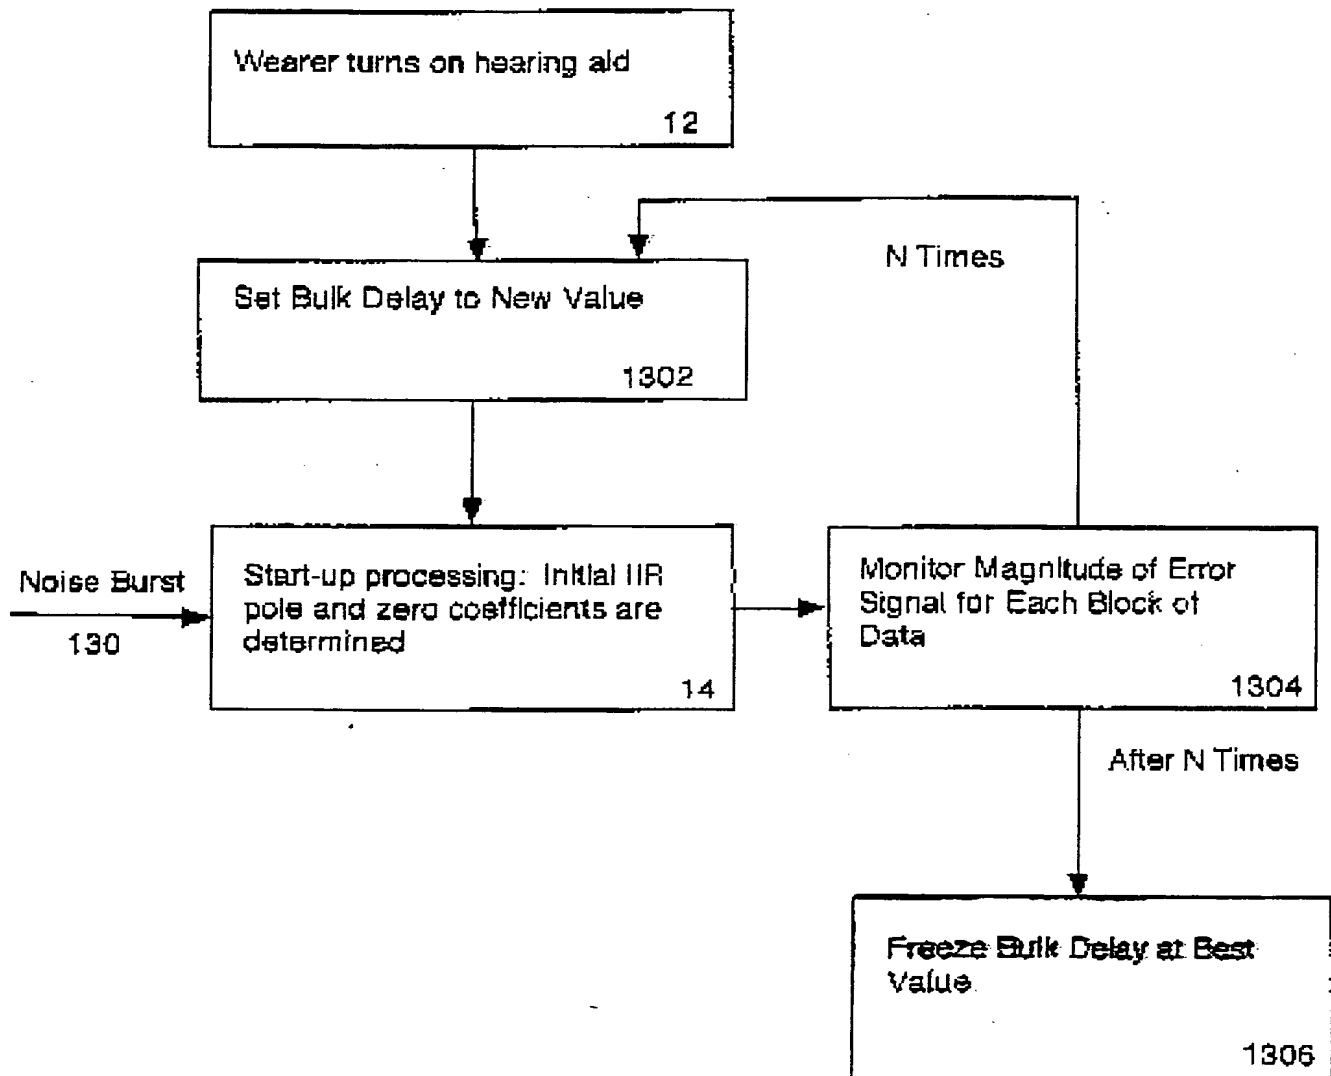 Wearer turns on hearing aid
12
N Times
Set Bulk Delay to New Value
1302
Noise Burst
130
Start-up processing: Initial IIR
pole and zero coefficients are
determined
14
Monitor Magnitude of Error
Signal for Each Block of
Data
1304
After N Times
Freeze Bulk Delay at Best
Value
1306